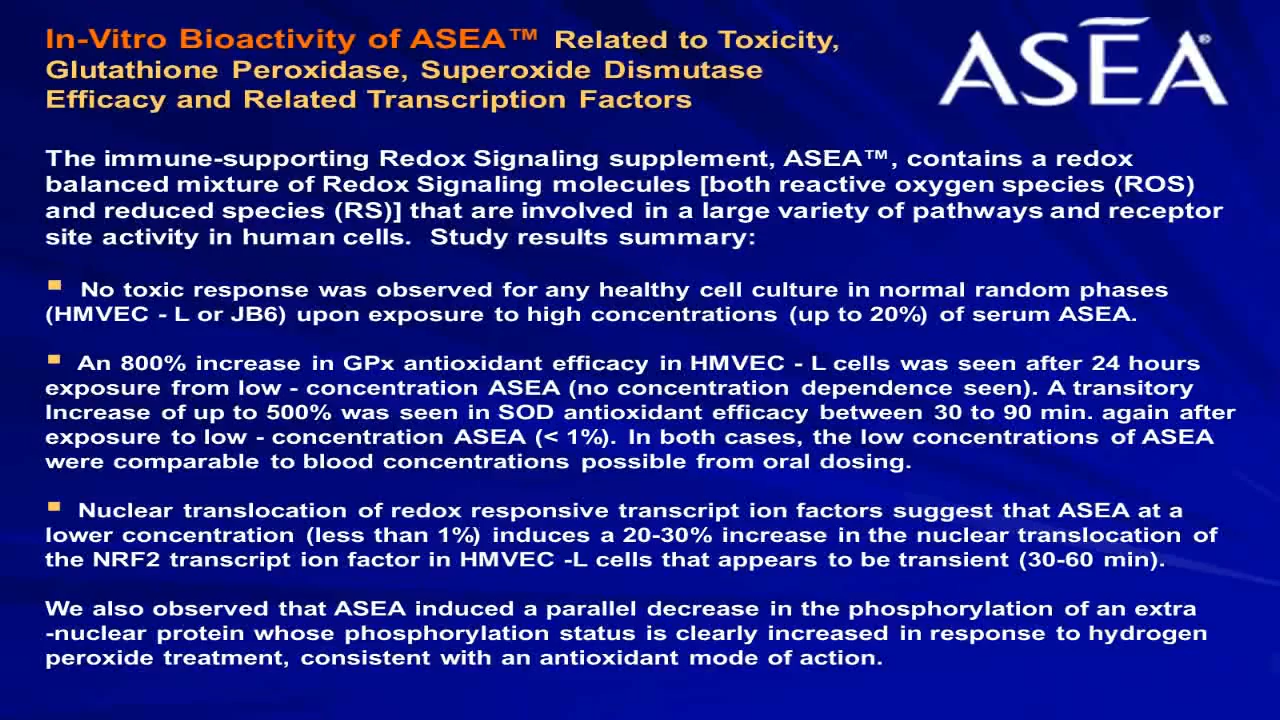 In-Vitro Bioactivity of ASEA™ Related to Toxicity,
Glutathione Peroxidase, Superoxide Dismutase
Efficacy and Related Transcription Factors
ASEA®
The immune-supporting Redox Signaling supplement, ASEA™, contains a redox
balanced mixture of Redox Signaling molecules [both reactive oxygen species (ROS)
and reduced species (RS)] that are involved in a large variety of pathways and receptor
site activity in human cells. Study results summary:
▪ No toxic response was observed for any healthy cell culture in normal random phases
(HMVEC - L or JB6) upon exposure to high concentrations (up to 20%) of serum ASEA.
▪ An 800% increase in GPx antioxidant efficacy in HMVEC - L cells was seen after 24 hours
exposure from low - concentration ASEA (no concentration dependence seen). A transitory
Increase of up to 500% was seen in SOD antioxidant efficacy between 30 to 90 min. again after
exposure to low - concentration ASEA (< 1%). In both cases, the low concentrations of ASEA
were comparable to blood concentrations possible from oral dosing.
▪ Nuclear translocation of redox responsive transcript ion factors suggest that ASEA at a
lower concentration (less than 1%) induces a 20-30% increase in the nuclear translocation of
the NRF2 transcript ion factor in HMVEC -L cells that appears to be transient (30-60 min).
We also observed that ASEA induced a parallel decrease in the phosphorylation of an extra
-nuclear protein whose phosphorylation status is clearly increased in response to hydrogen
peroxide treatment, consistent with an antioxidant mode of action.